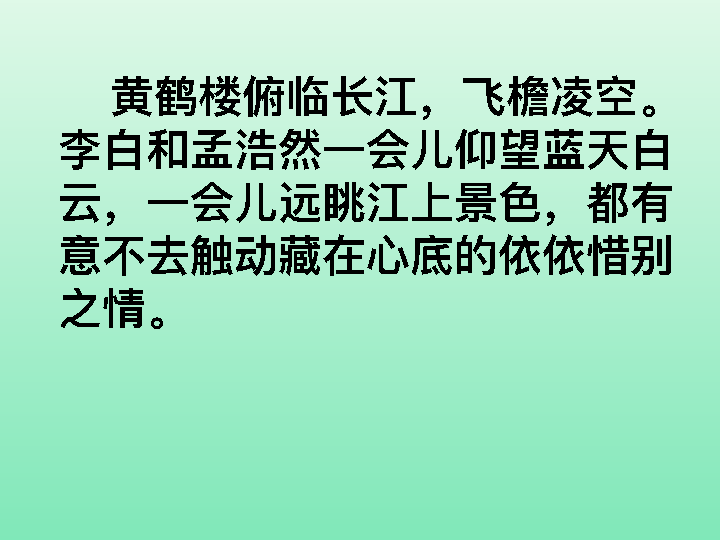 黄鹤楼俯临长江，飞檐凌空。
李白和孟浩然一会儿仰望蓝天白
云，一会儿远眺江上景色，都有
意不去触动藏在心底的依依惜别
之情。